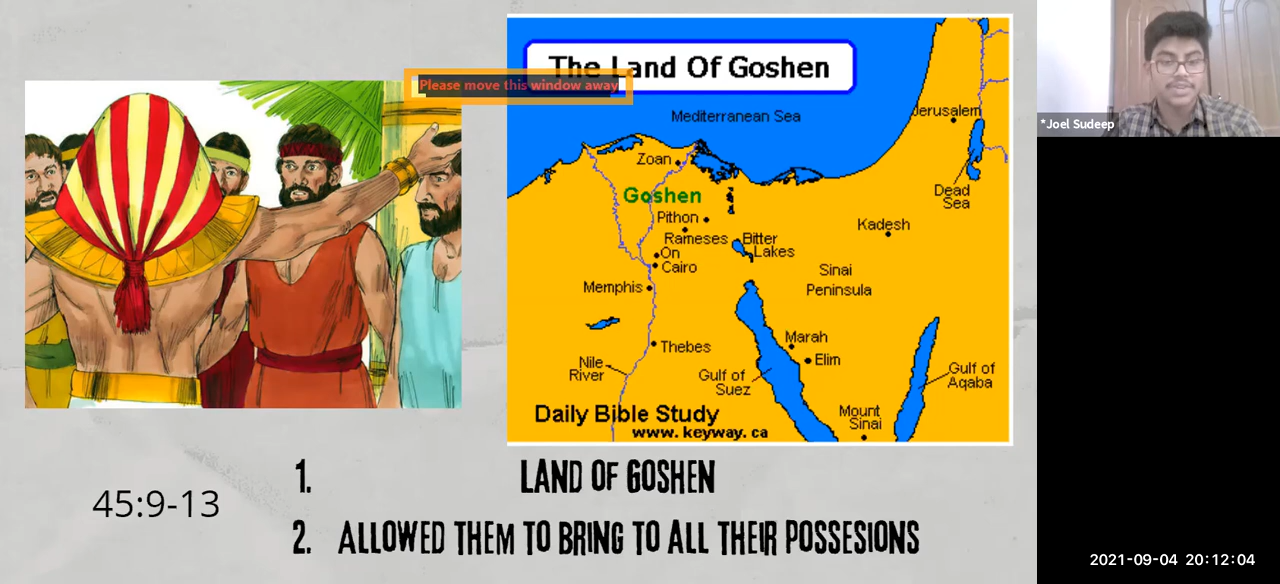 The Land Of Goshen
Please move this window away
Mediterranean Sea
Jerusalem
Zoan
Dead
Sea
Goshen
Pithon
Kadesh
Rameses
Bitter
Lakes
On
Cairo
Sinai
Peninsula
Memphis
Marah
Thebes
Elim
Nile
River
Gulf of
Suez
Gulf of
Aqaba
Daily Bible Study
www.keyway.ca
Mount
Sinai
*Joel Sudeep
45:9-13
1. LAND OF GOSHEN
2. ALLOWED THEM TO BRING TO ALL THEIR POSSESIONS
2021-09-04 20:12:04